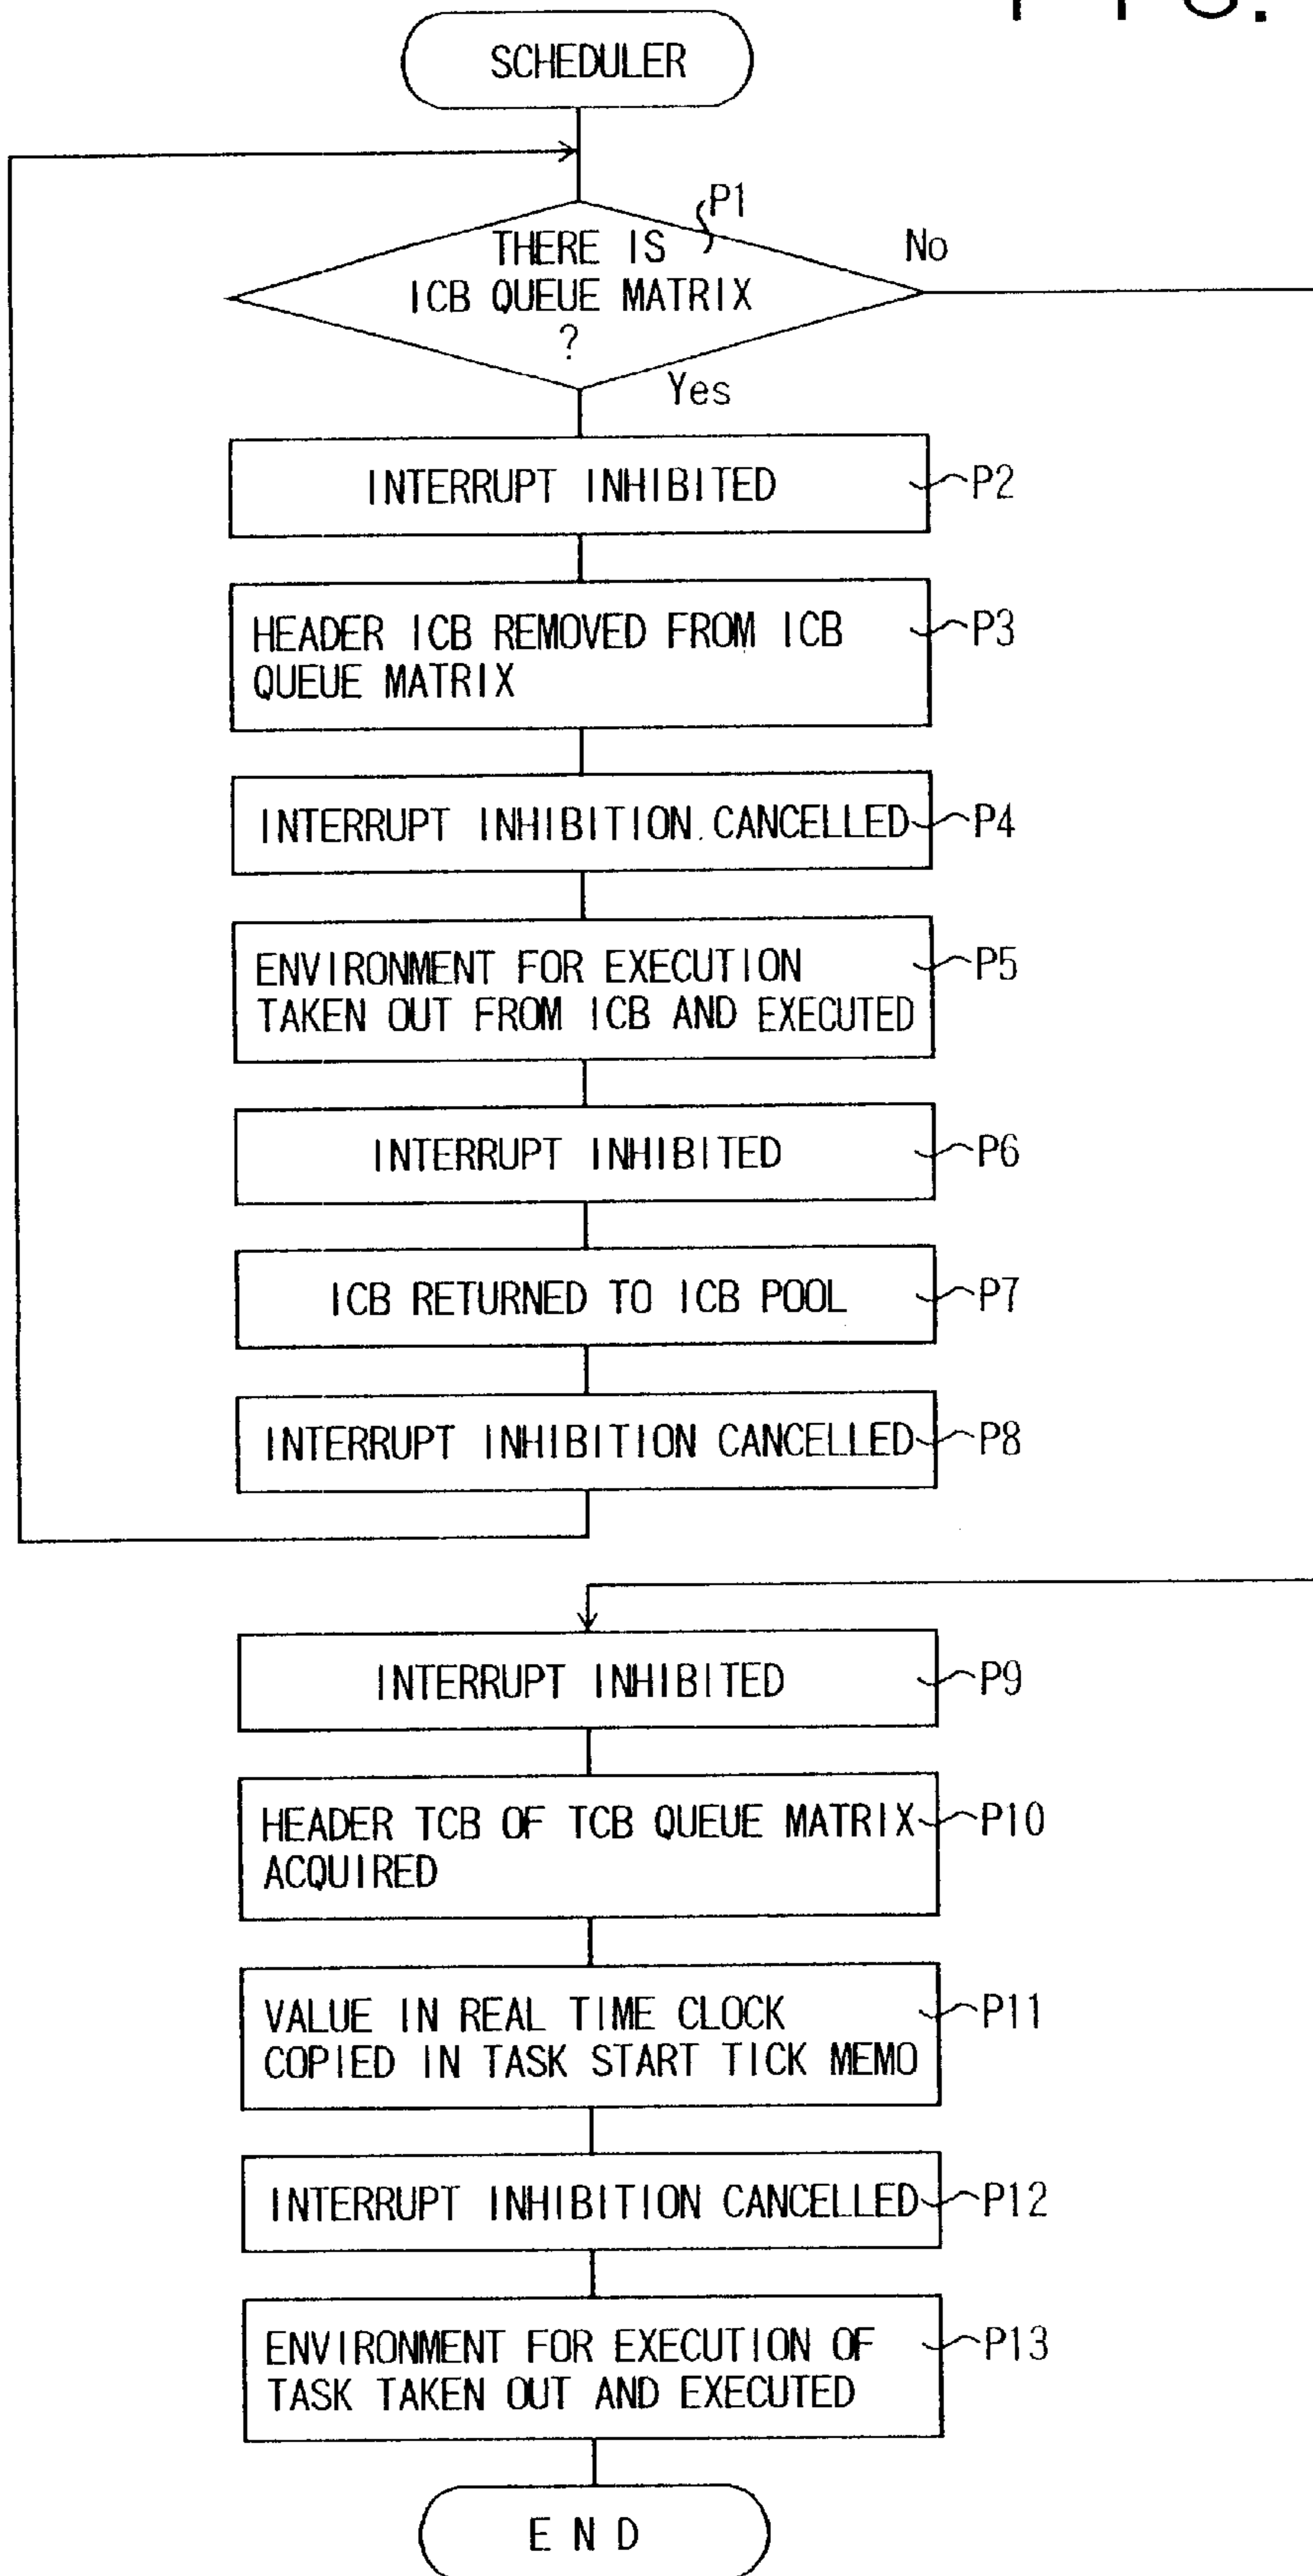 FIG.
SCHEDULER
P1
THERE IS
ICB QUEUE MATRIX
?
No
Yes
INTERRUPT INHIBITED
P2
HEADER ICB REMOVED FROM ICB
QUEUE MATRIX
P3
INTERRUPT INHIBITION CANCELLED
P4
ENVIRONMENT FOR EXECUTION
TAKEN OUT FROM ICB AND EXECUTED
P5
INTERRUPT INHIBITED
P6
ICB RETURNED TO ICB POOL
P7
INTERRUPT INHIBITION CANCELLED
P8
INTERRUPT INHIBITED
P9
HEADER TCB OF TCB QUEUE MATRIX
ACQUIRED
P10
VALUE IN REAL TIME CLOCK
COPIED IN TASK START TICK MEMO
P11
INTERRUPT INHIBITION CANCELLED
P12
ENVIRONMENT FOR EXECUTION OF
TASK TAKEN OUT AND EXECUTED
P13
END